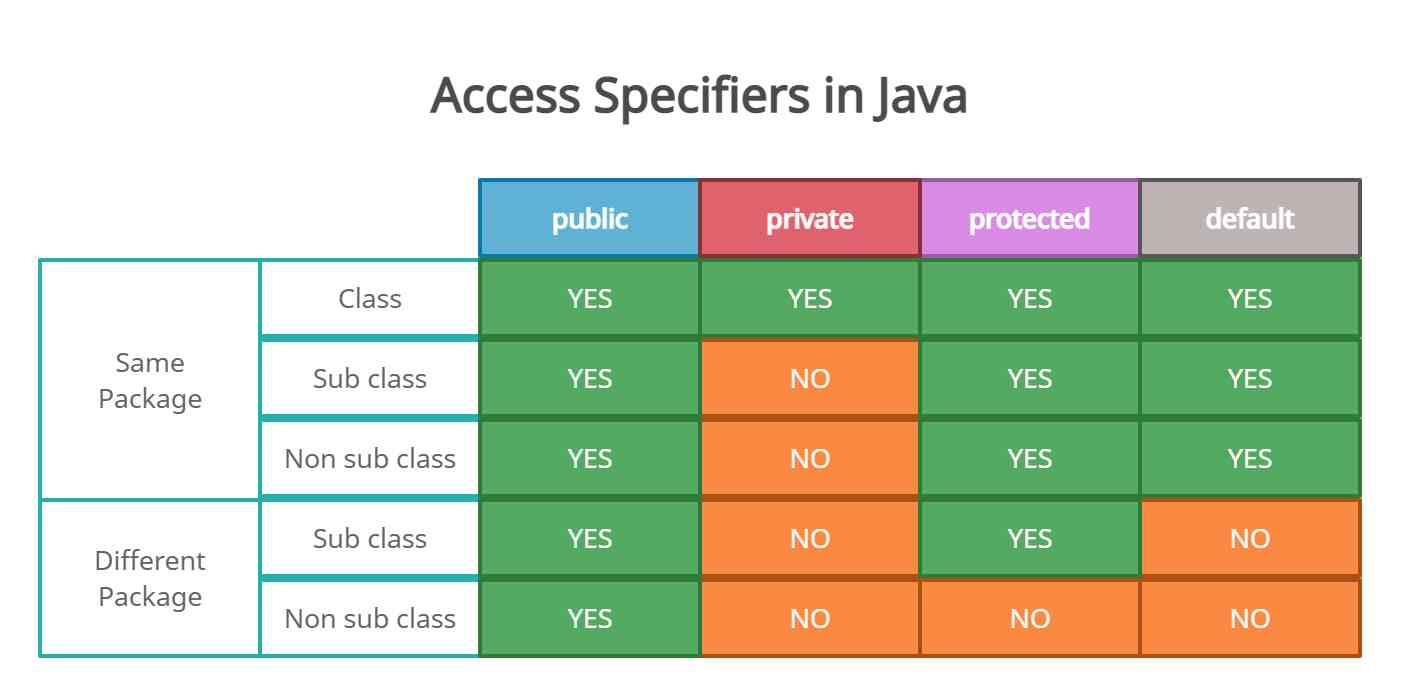 Access Specifiers in Java
public private protected default
Same
Package
Class YES YES YES YES
Sub class YES NO YES YES
Non sub class YES NO YES YES
Different
Package
Sub class YES NO YES NO
Non sub class YES NO NO NO